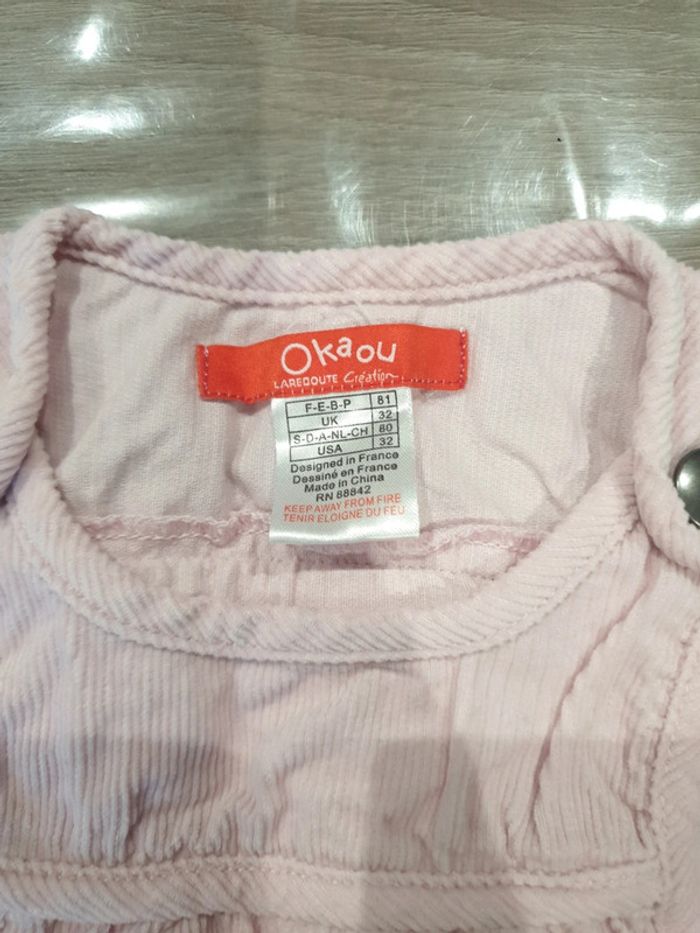 Okaou
LAREDOUTE Création
F-E-B-P 81
UK 32
S-D-A-NL-CH 80
USA 32
Designed in France
Dessiné en France
Made in China
RN 88842
KEEP AWAY FROM FIRE
TENIR ELOIGNE DU FEU